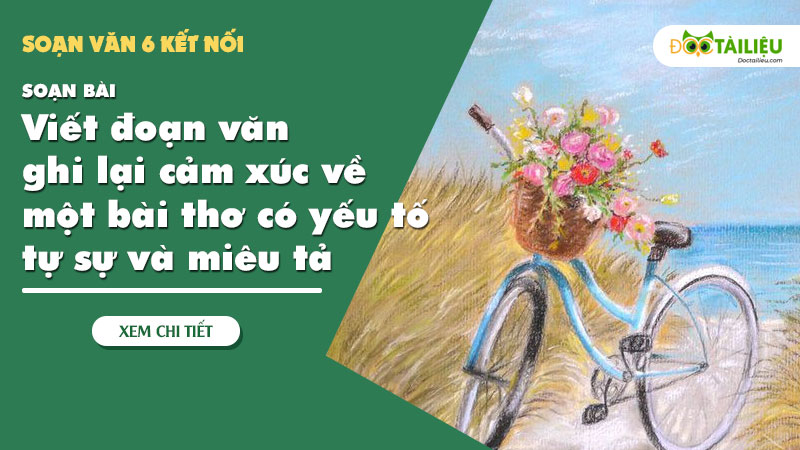 SOẠN VĂN 6 KẾT NỐI
ĐỌCTÀILIỆU
Doctailieu.com
SOẠN BÀI
Viết đoạn văn
ghi lại cảm xúc về
một bài thơ có yếu tố
tự sự và miêu tả
XEM CHI TIẾT